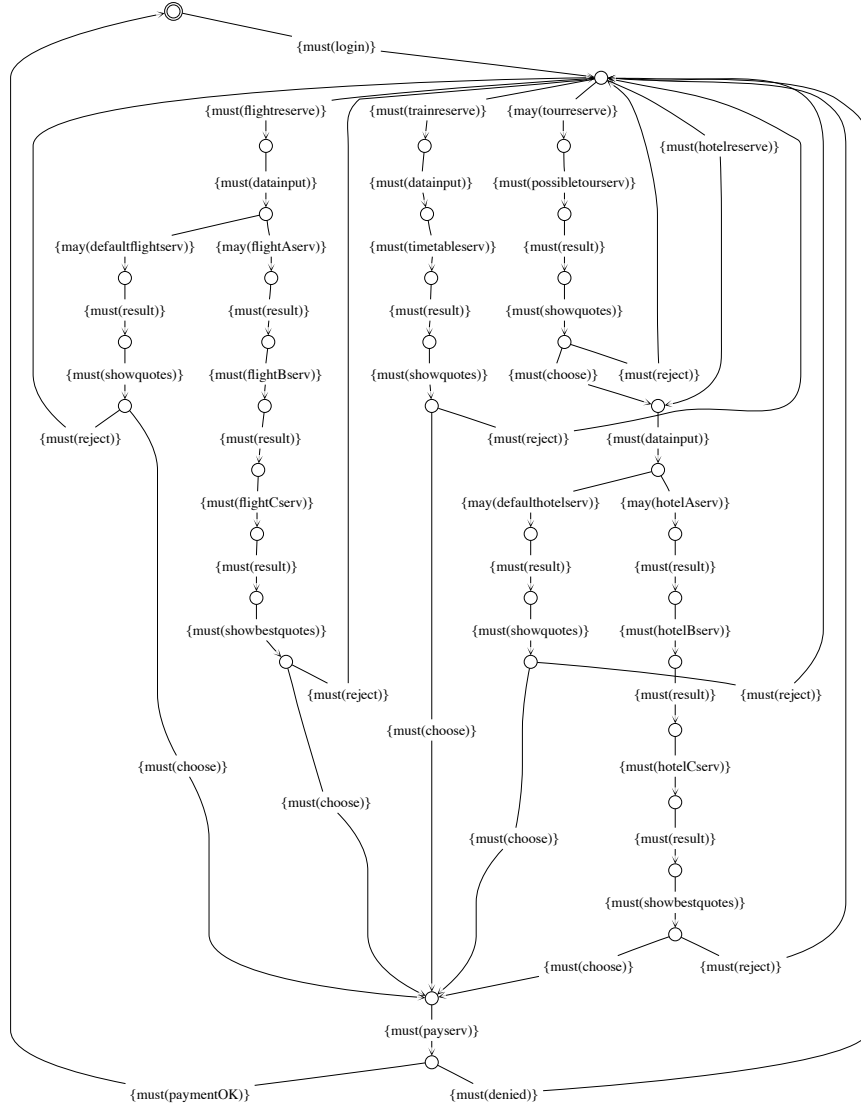 {must(login)}
{must(flightreserve)} {must(trainreserve)} {may(tourreserve)}
{must(hotelreserve)}
{must(datainput)} {must(datainput)} {must(possibletourserv)}
{may(defaultflightserv)} {may(flightAserv)} {must(timetableserv)} {must(result)}
{must(result)} {must(result)} {must(result)} {must(showquotes)}
{must(showquotes)} {must(flightBserv)} {must(showquotes)} {must(choose)} {must(reject)}
{must(reject)} {must(result)} {must(reject)} {must(datainput)}
{must(flightCserv)} {may(defaulthotelserv)} {may(hotelAserv)}
{must(result)} {must(result)} {must(result)}
{must(showbestquotes)} {must(showquotes)} {must(hotelBserv)}
{must(reject)} {must(result)} {must(reject)}
{must(choose)}
{must(choose)} {must(hotelCserv)}
{must(choose)}
{must(choose)} {must(result)}
{must(showbestquotes)}
{must(choose)} {must(reject)}
{must(payserv)}
{must(paymentOK)} {must(denied)}